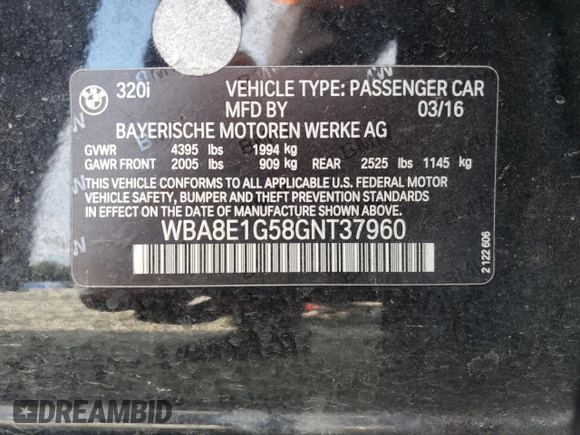 320i VEHICLE TYPE: PASSENGER CAR
MFD BY 03/16
BAYERISCHE MOTOREN WERKE AG
GVWR 4395 lbs 1994 kg
GAWR FRONT 2005 lbs 909 kg REAR 2525 lbs 1145 kg
THIS VEHICLE CONFORMS TO ALL APPLICABLE U.S. FEDERAL MOTOR
VEHICLE SAFETY, BUMPER AND THEFT PREVENTION STANDARDS
IN EFFECT ON THE DATE OF MANUFACTURE SHOWN ABOVE.
WBA8E1G58GNT37960
2 122 606
DREAMBID